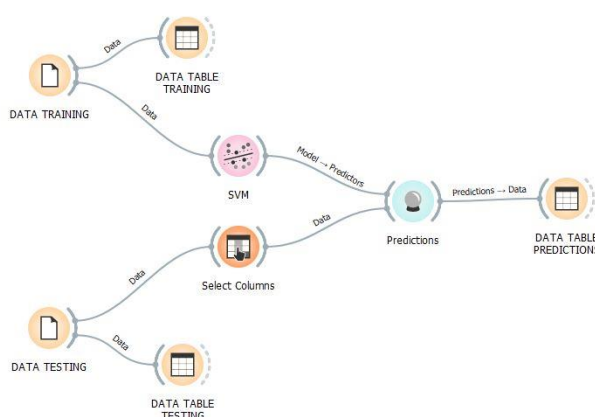 Data
DATA TABLE
TRAINING
DATA TRAINING
Data
SVM
Model → Predictors
Predictions
Predictions → Data
DATA TABLE
PREDICTIONS
Data
Select Columns
Data
DATA TESTING
Data
DATA TABLE
TESTING